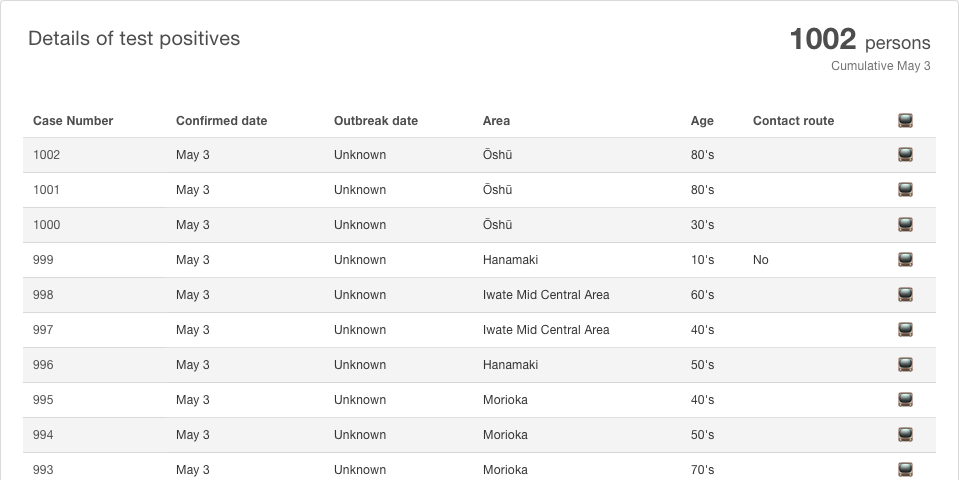 Details of test positives
1002 persons
Cumulative May 3
Case Number Confirmed date Outbreak date Area Age Contact route
1002 May 3 Unknown Ōshū 80's
1001 May 3 Unknown Ōshū 80's
1000 May 3 Unknown Ōshū 30's
999 May 3 Unknown Hanamaki 10's No
998 May 3 Unknown Iwate Mid Central Area 60's
997 May 3 Unknown Iwate Mid Central Area 40's
996 May 3 Unknown Hanamaki 50's
995 May 3 Unknown Morioka 40's
994 May 3 Unknown Morioka 50's
993 May 3 Unknown Morioka 70's